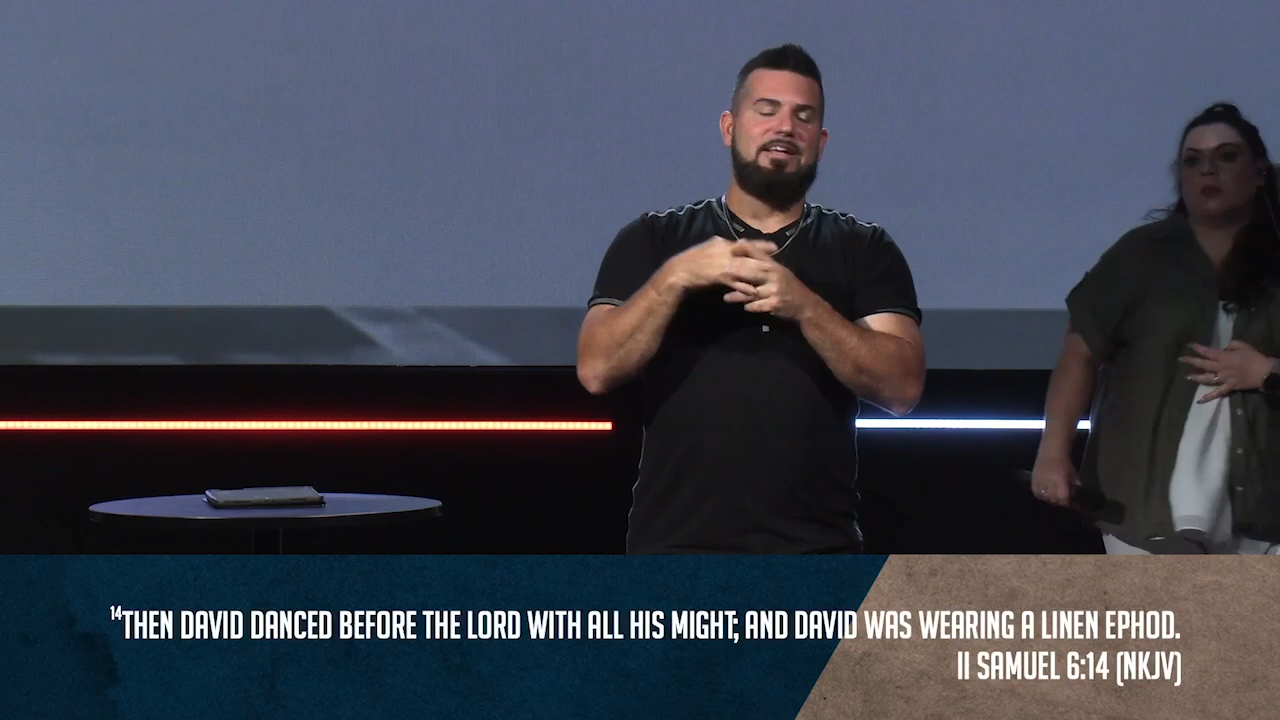 ¹⁴THEN DAVID DANCED BEFORE THE LORD WITH ALL HIS MIGHT; AND DAVID WAS WEARING A LINEN EPHOD.
II SAMUEL 6:14 (NKJV)